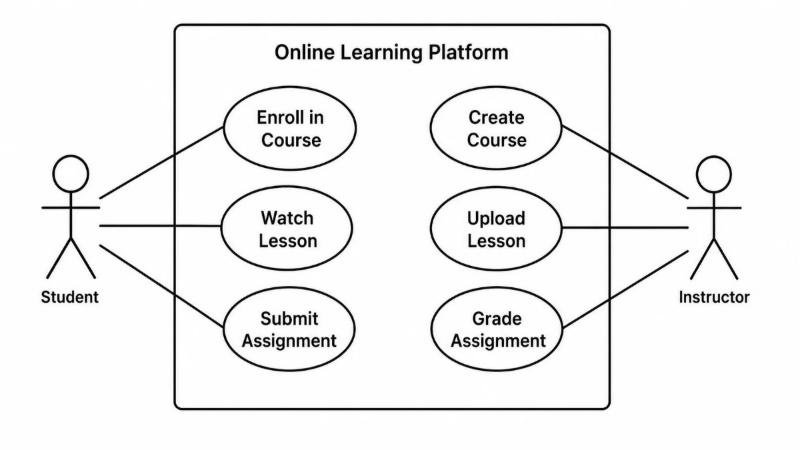 Online Learning Platform
Enroll in
Course
Create
Course
Watch
Lesson
Upload
Lesson
Student
Instructor
Submit
Assignment
Grade
Assignment